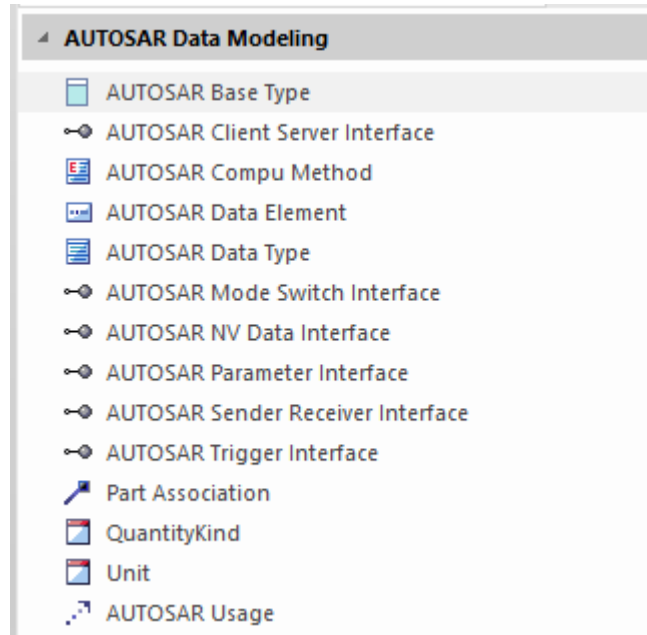 AUTOSAR Data Modeling
AUTOSAR Base Type
AUTOSAR Client Server Interface
AUTOSAR Compu Method
AUTOSAR Data Element
AUTOSAR Data Type
AUTOSAR Mode Switch Interface
AUTOSAR NV Data Interface
AUTOSAR Parameter Interface
AUTOSAR Sender Receiver Interface
AUTOSAR Trigger Interface
Part Association
QuantityKind
Unit
AUTOSAR Usage